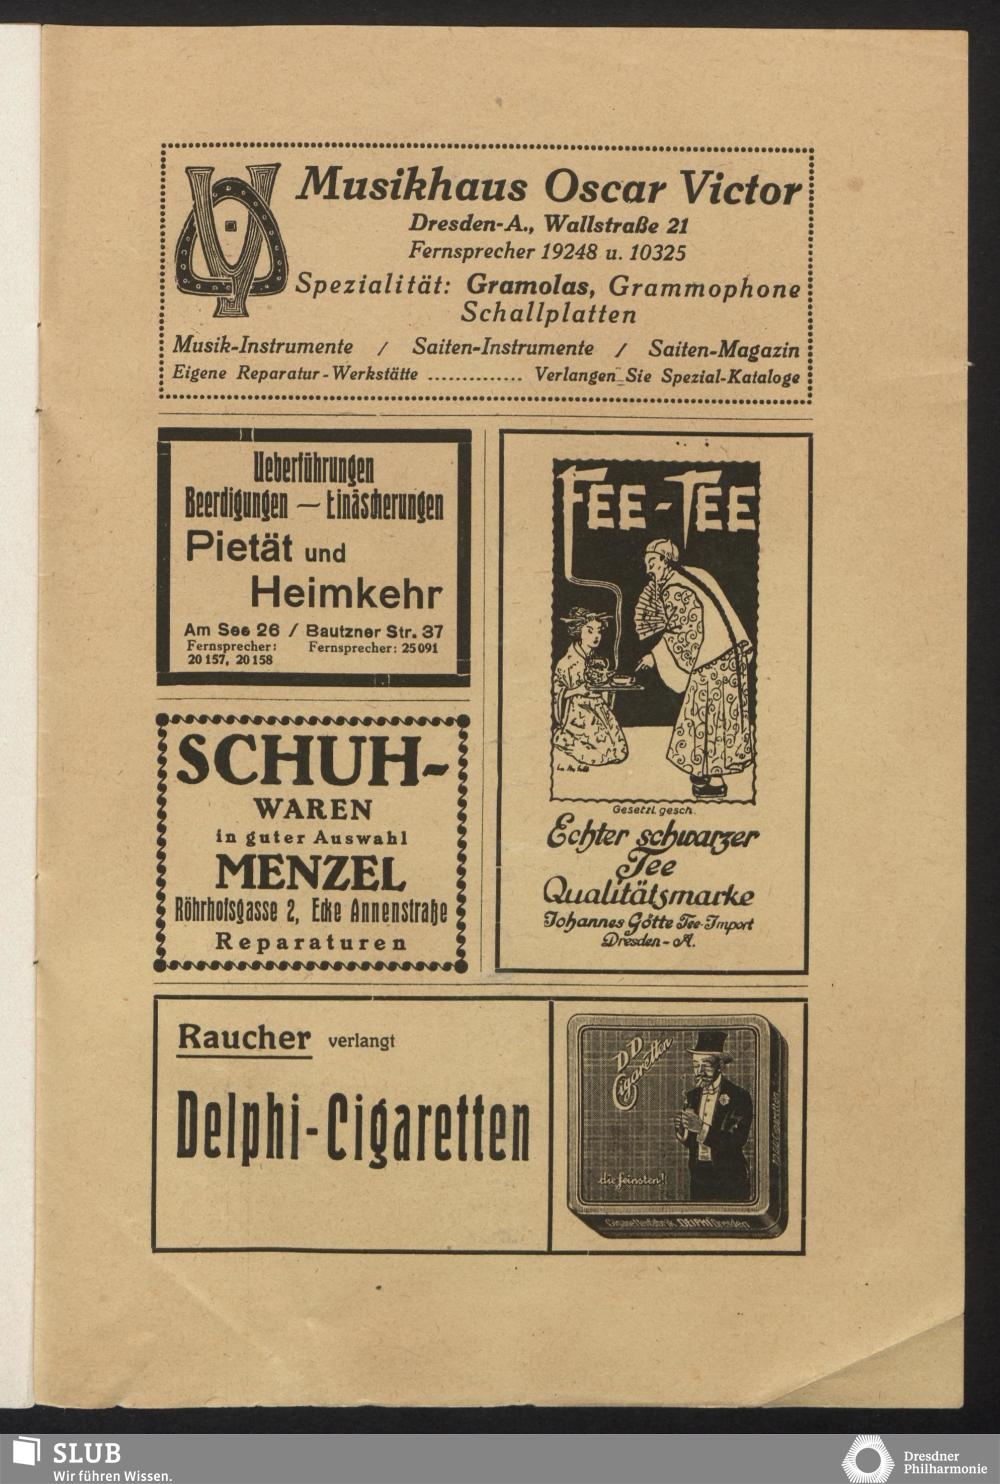 Musikhaus Oscar Victor
Dresden-A., Wallstraße 21
Fernsprecher 19248 u. 10325
Spezialität: Gramolas, Grammophone
Schallplatten
Musik-Instrumente / Saiten-Instrumente / Saiten-Magazin
Eigene Reparatur-Werkstätte .............. Verlangen Sie Spezial-Kataloge
Ueberführungen
Beerdigungen — Einäscherungen
Pietät und
Heimkehr
Am See 26 / Bautzner Str. 37
Fernsprecher: Fernsprecher: 25091
20157, 20158
SCHUH-
WAREN
in guter Auswahl
MENZEL
Röhrhofsgasse 2, Ecke Annenstraße
Reparaturen
FEE-TEE
Gesetzl. gesch.
Echter schwarzer
Tee
Qualitätsmarke
Johannes Götte Tee-Import
Dresden-A.
Raucher verlangt
Delphi-Cigaretten
DD
Cigaretten
die feinsten!
Cigarettenfabrik DELPHI Dresden
SLUB
Wir führen Wissen.
Dresdner
Philharmonie